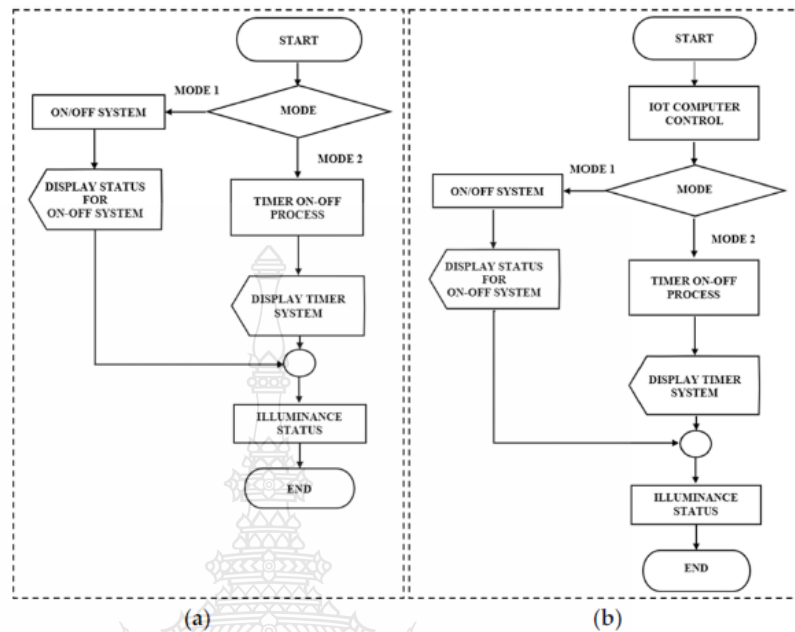 START
MODE 1
MODE
ON/OFF SYSTEM
MODE 2
DISPLAY STATUS
FOR
ON-OFF SYSTEM
TIMER ON-OFF
PROCESS
DISPLAY TIMER
SYSTEM
ILLUMINANCE
STATUS
END
(a)
START
IOT COMPUTER
CONTROL
MODE 1
MODE
ON/OFF SYSTEM
MODE 2
DISPLAY STATUS
FOR
ON-OFF SYSTEM
TIMER ON-OFF
PROCESS
DISPLAY TIMER
SYSTEM
ILLUMINANCE
STATUS
END
(b)